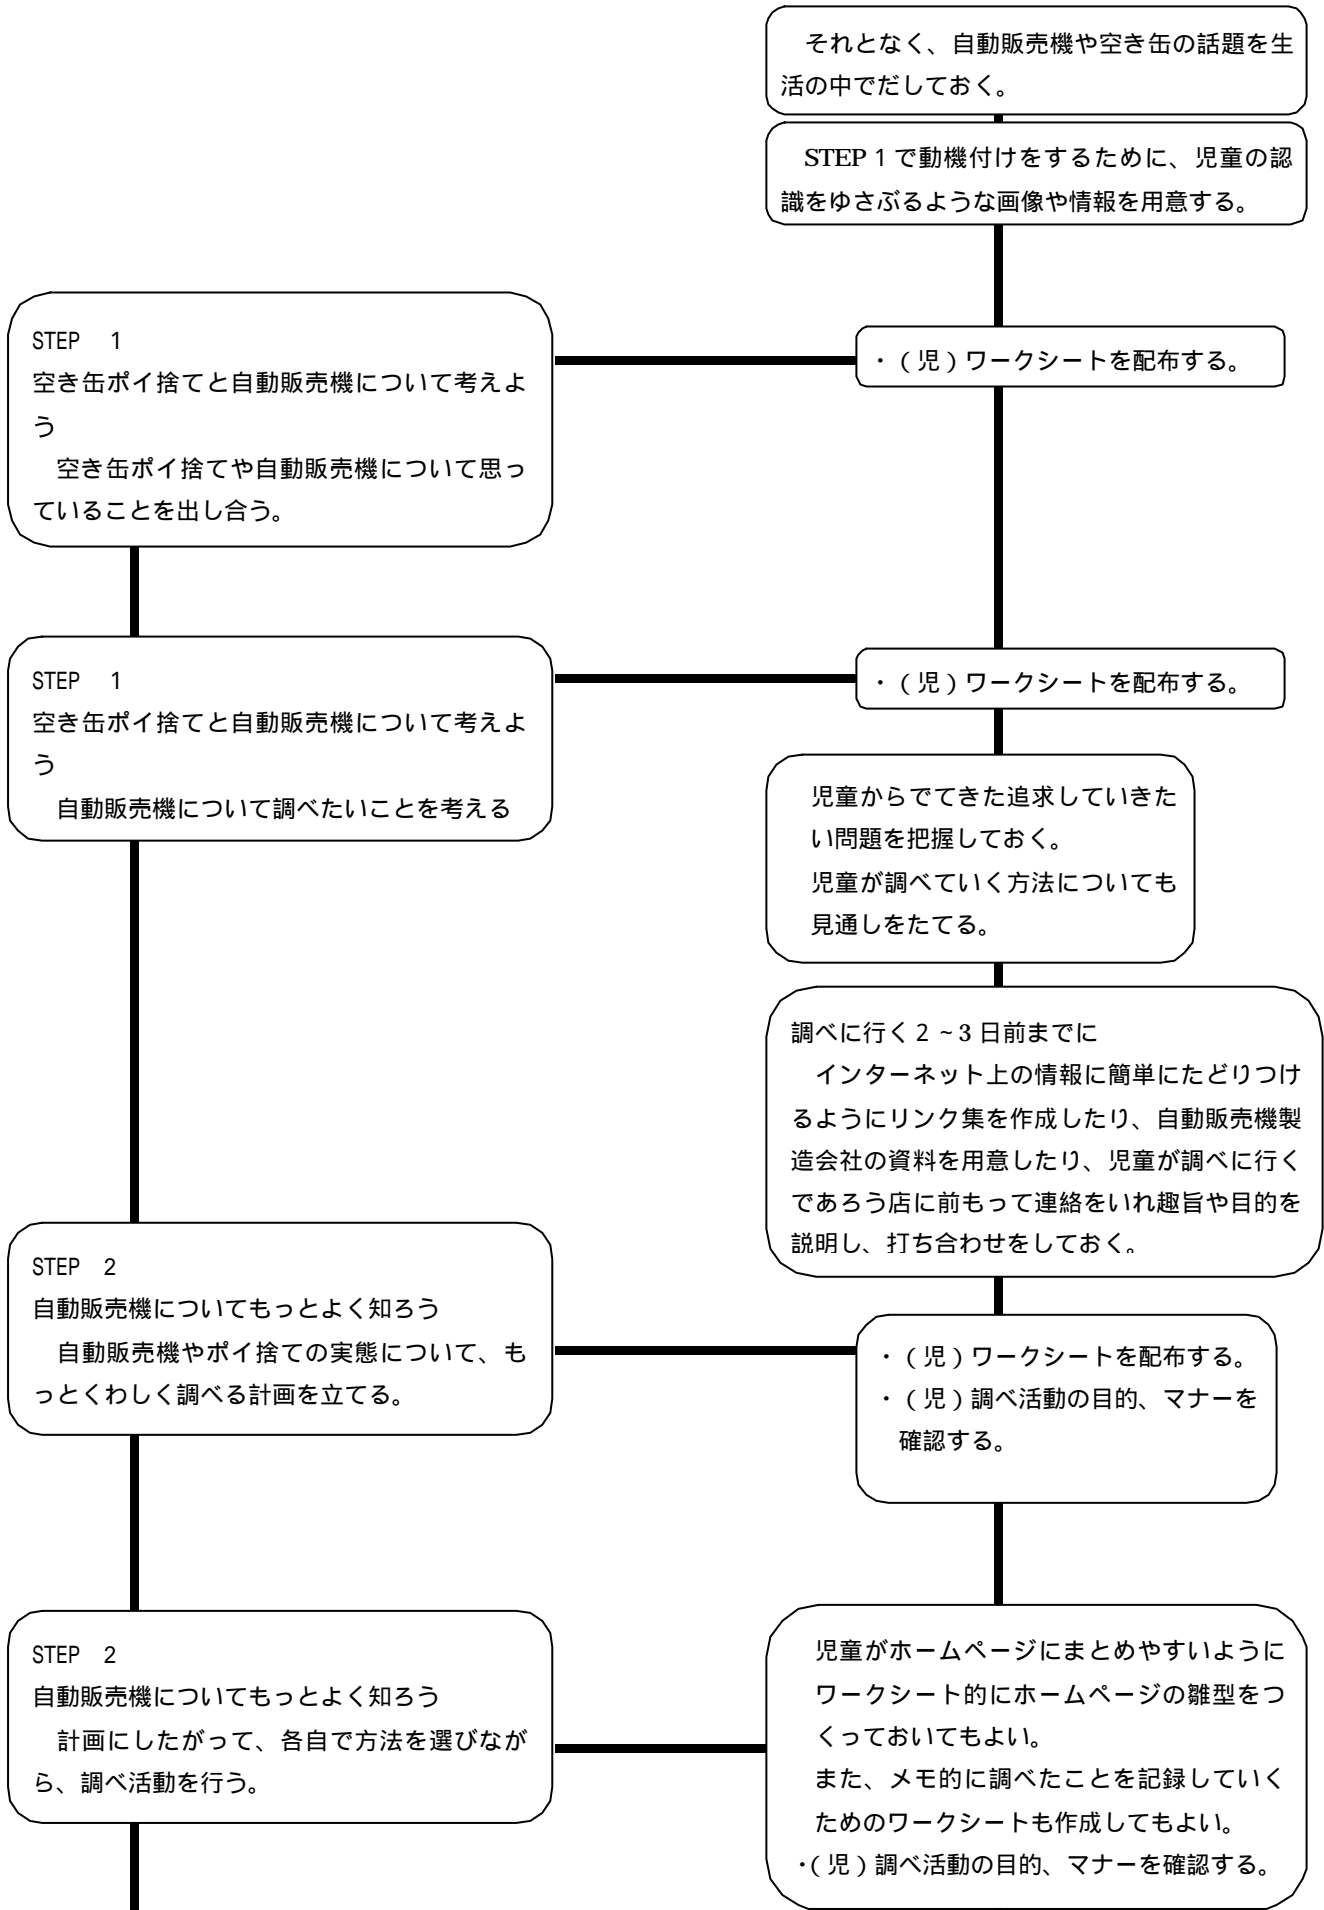 それとなく、自動販売機や空き缶の話題を生
活の中でだしておく。
STEP 1で動機付けをするために、児童の認
識をゆさぶるような画像や情報を用意する。
STEP 1
空き缶ポイ捨てと自動販売機について考えよ
う
空き缶ポイ捨てや自動販売機について思っ
ていることを出し合う。
・（児）ワークシートを配布する。
STEP 1
空き缶ポイ捨てと自動販売機について考えよ
う
自動販売機について調べたいことを考える
・（児）ワークシートを配布する。
児童からでてきた追求していきた
い問題を把握しておく。
児童が調べていく方法についても
見通しをたてる。
調べに行く2～3日前までに
インターネット上の情報に簡単にたどりつけ
るようにリンク集を作成したり、自動販売機製
造会社の資料を用意したり、児童が調べに行く
であろう店に前もって連絡をいれ趣旨や目的を
説明し、打ち合わせをしておく。
STEP 2
自動販売機についてもっとよく知ろう
自動販売機やポイ捨ての実態について、も
っとくわしく調べる計画を立てる。
・（児）ワークシートを配布する。
・（児）調べ活動の目的、マナーを
確認する。
STEP 2
自動販売機についてもっとよく知ろう
計画にしたがって、各自で方法を選びなが
ら、調べ活動を行う。
児童がホームページにまとめやすいように
ワークシート的にホームページの雛型をつ
くっておいてもよい。
また、メモ的に調べたことを記録していく
ためのワークシートも作成してもよい。
・（児）調べ活動の目的、マナーを確認する。